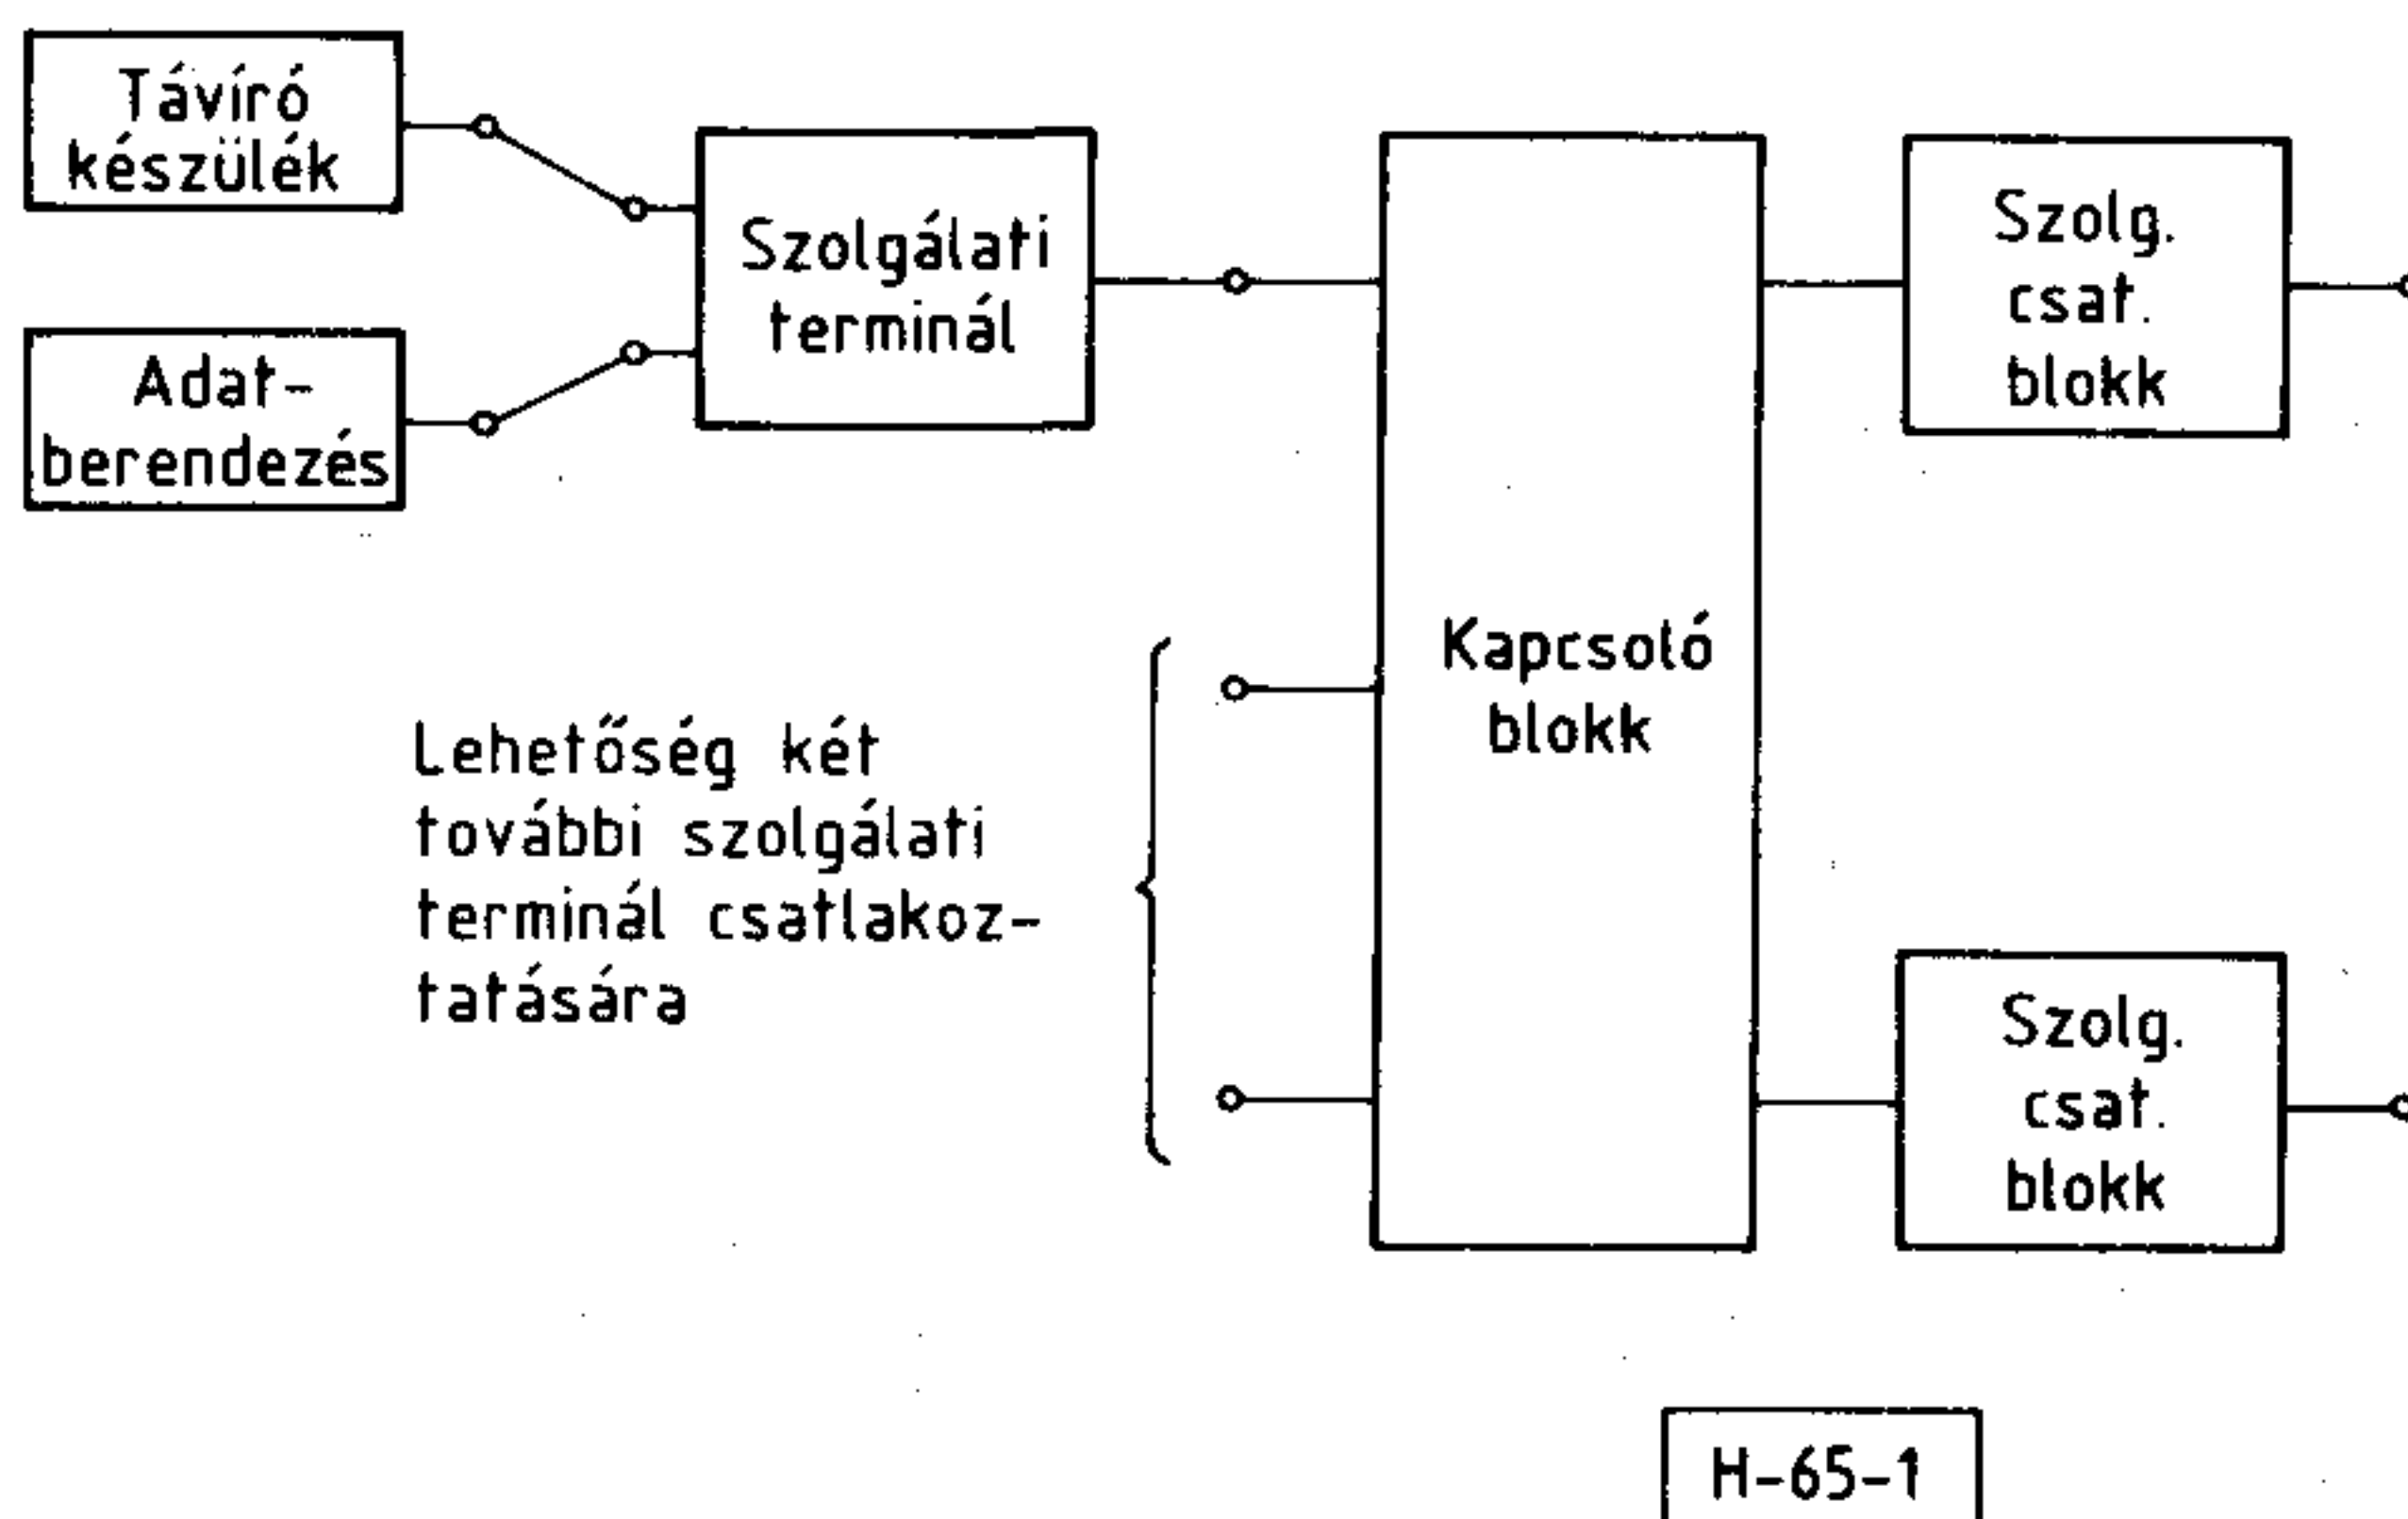 Távíró
készülék
Adat-
berendezés
Szolgálati
terminál
Lehetőség két
további szolgálati
terminál csatlakoz-
tatására
Kapcsoló
blokk
Szolg.
csat.
blokk
Szolg.
csat.
blokk
H-65-1